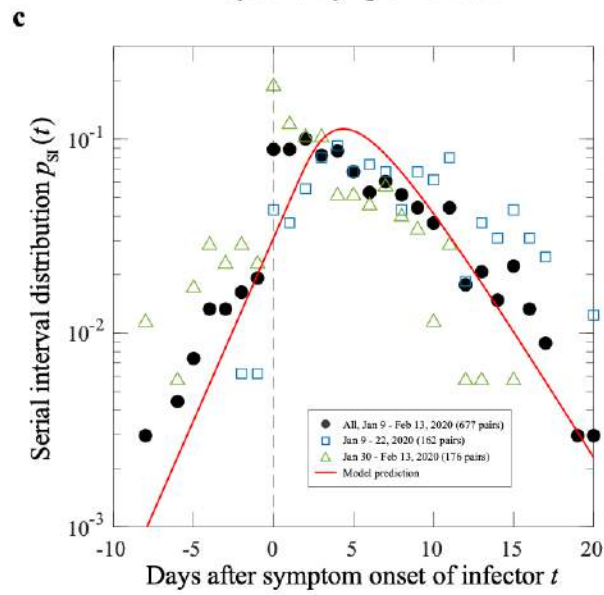 c
Serial interval distribution p_SI(t)
10^-1
10^-2
10^-3
All, Jan 9 - Feb 13, 2020 (677 pairs)
Jan 9 - 22, 2020 (162 pairs)
Jan 30 - Feb 13, 2020 (176 pairs)
Model prediction
-10 -5 0 5 10 15 20
Days after symptom onset of infector t